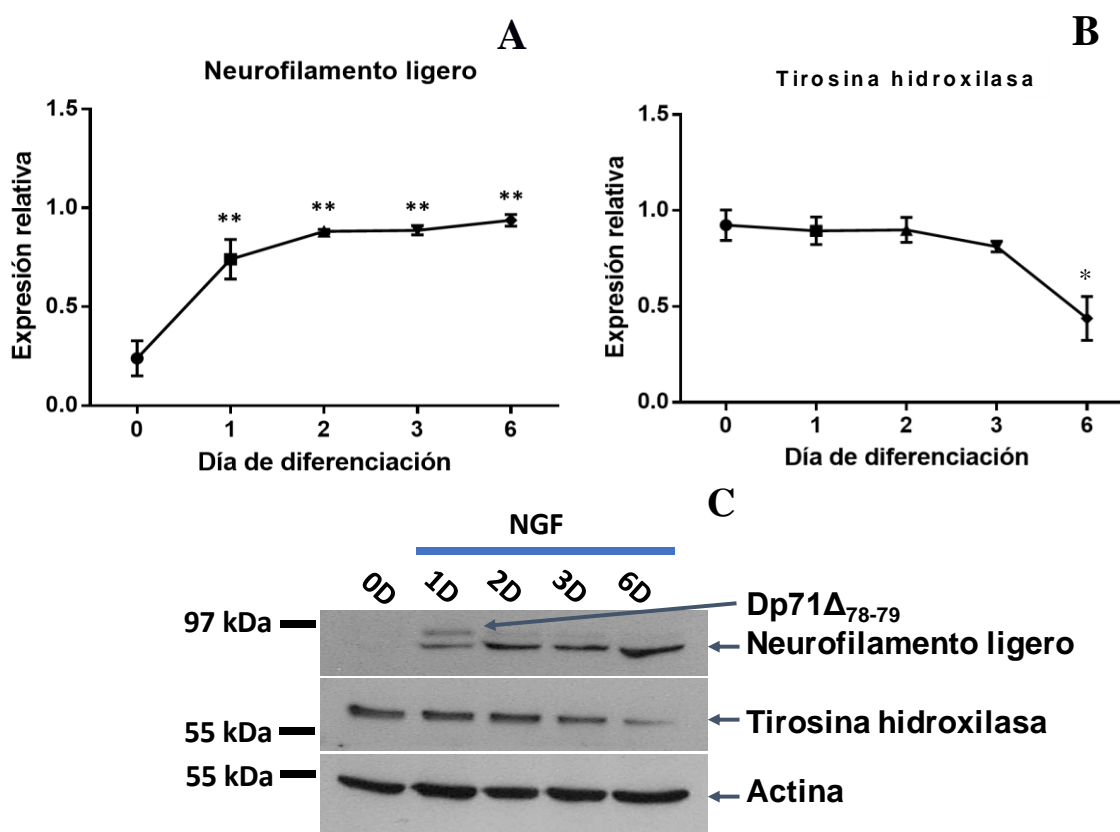 A
Neurofilamento ligero
Expresión relativa
1.5
1.0
0.5
0.0
**
**
**
**
0 1 2 3 6
Día de diferenciación
B
Tirosina hidroxilasa
Expresión relativa
1.5
1.0
0.5
0.0
*
0 1 2 3 6
Día de diferenciación
C
NGF
0D 1D 2D 3D 6D
97 kDa
Dp71Δ78-79
Neurofilamento ligero
55 kDa
Tirosina hidroxilasa
55 kDa
Actina